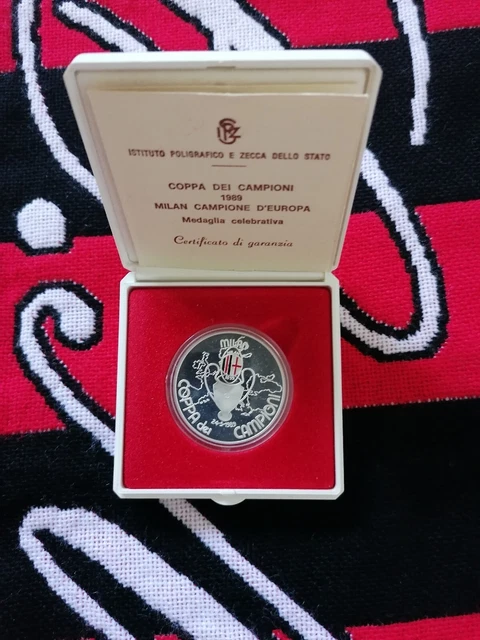 IPZS
ISTITUTO POLIGRAFICO E ZECCA DELLO STATO
COPPA DEI CAMPIONI
1989
MILAN CAMPIONE D'EUROPA
Medaglia celebrativa
Certificato di garanzia
MILAN
COPPA dei CAMPIONI
24-5-1989